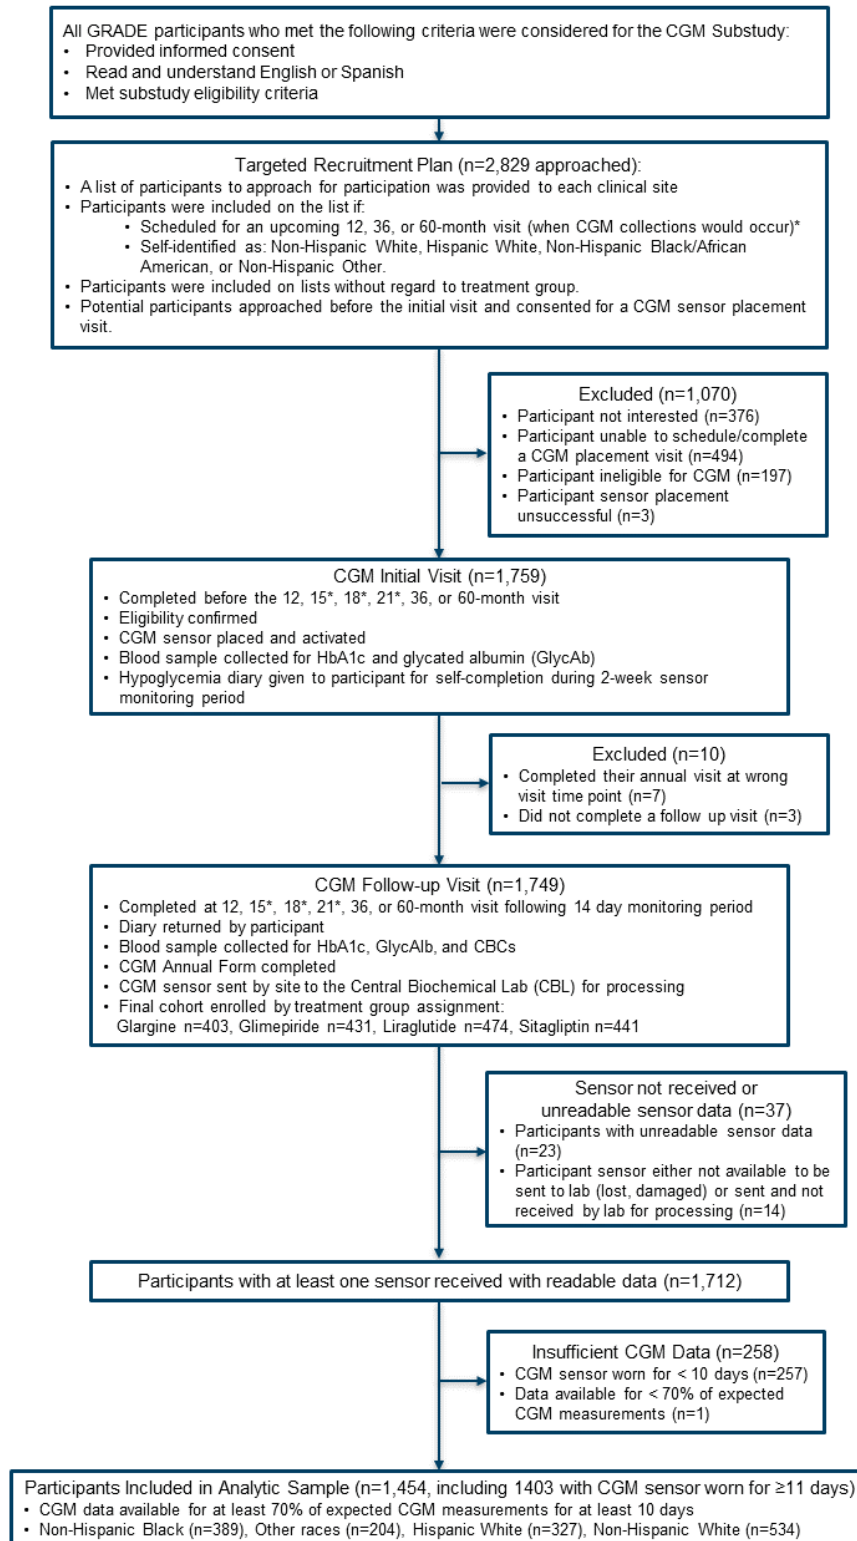 All GRADE participants who met the following criteria were considered for the CGM Substudy:
• Provided informed consent
• Read and understand English or Spanish
• Met substudy eligibility criteria
Targeted Recruitment Plan (n=2,829 approached):
• A list of participants to approach for participation was provided to each clinical site
• Participants were included on the list if:
• Scheduled for an upcoming 12, 36, or 60-month visit (when CGM collections would occur)*
• Self-identified as: Non-Hispanic White, Hispanic White, Non-Hispanic Black/African
American, or Non-Hispanic Other.
• Participants were included on lists without regard to treatment group.
• Potential participants approached before the initial visit and consented for a CGM sensor placement
visit.
Excluded (n=1,070)
• Participant not interested (n=376)
• Participant unable to schedule/complete
a CGM placement visit (n=494)
• Participant ineligible for CGM (n=197)
• Participant sensor placement
unsuccessful (n=3)
CGM Initial Visit (n=1,759)
• Completed before the 12, 15*, 18*, 21*, 36, or 60-month visit
• Eligibility confirmed
• CGM sensor placed and activated
• Blood sample collected for HbA1c and glycated albumin (GlycAb)
• Hypoglycemia diary given to participant for self-completion during 2-week sensor
monitoring period
Excluded (n=10)
• Completed their annual visit at wrong
visit time point (n=7)
• Did not complete a follow up visit (n=3)
CGM Follow-up Visit (n=1,749)
• Completed at 12, 15*, 18*, 21*, 36, or 60-month visit following 14 day monitoring period
• Diary returned by participant
• Blood sample collected for HbA1c, GlycAlb, and CBCs
• CGM Annual Form completed
• CGM sensor sent by site to the Central Biochemical Lab (CBL) for processing
• Final cohort enrolled by treatment group assignment:
Glargine n=403, Glimepiride n=431, Liraglutide n=474, Sitagliptin n=441
Sensor not received or
unreadable sensor data (n=37)
• Participants with unreadable sensor data
(n=23)
• Participant sensor either not available to be
sent to lab (lost, damaged) or sent and not
received by lab for processing (n=14)
Participants with at least one sensor received with readable data (n=1,712)
Insufficient CGM Data (n=258)
• CGM sensor worn for < 10 days (n=257)
• Data available for < 70% of expected
CGM measurements (n=1)
Participants Included in Analytic Sample (n=1,454, including 1403 with CGM sensor worn for ≥11 days)
• CGM data available for at least 70% of expected CGM measurements for at least 10 days
• Non-Hispanic Black (n=389), Other races (n=204), Hispanic White (n=327), Non-Hispanic White (n=534)